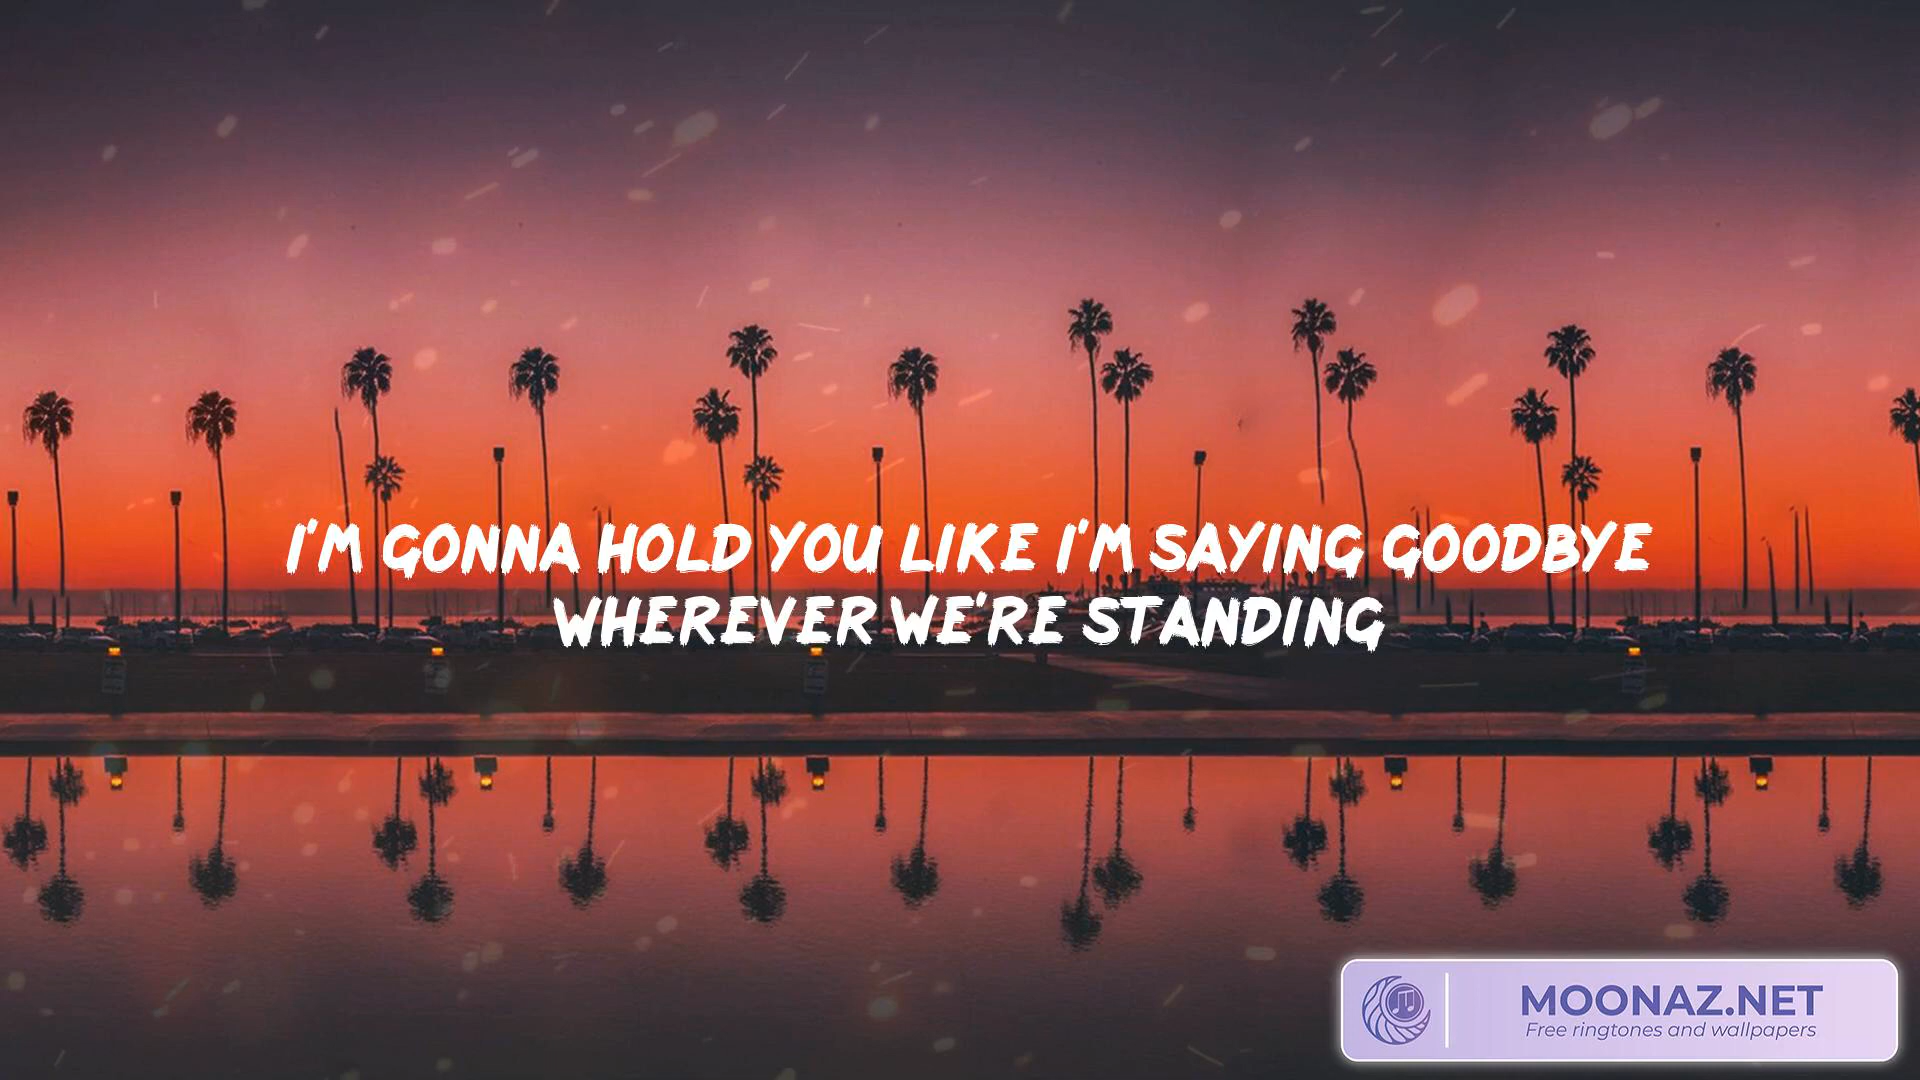 I'M GONNA HOLD YOU LIKE I'M SAYING GOODBYE
WHEREVER WE'RE STANDING
MOONAZ.NET
Free ringtones and wallpapers